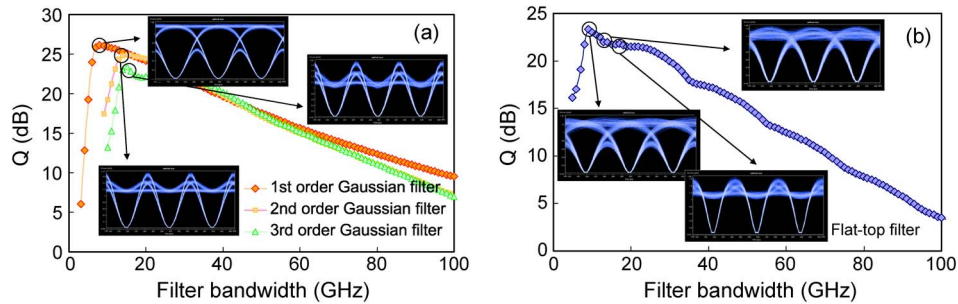 (a)
30
25
20
15
10
5
0
Q (dB)
0 20 40 60 80 100
Filter bandwidth (GHz)
1st order Gaussian filter
2nd order Gaussian filter
3rd order Gaussian filter
(b)
25
20
15
10
5
0
Q (dB)
0 20 40 60 80 100
Filter bandwidth (GHz)
Flat-top filter